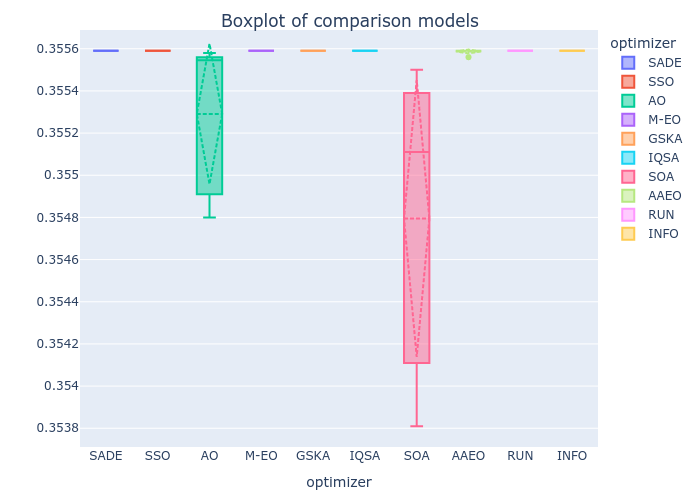 Boxplot of comparison models
optimizer
SADE
SSO
AO
M-EO
GSKA
IQSA
SOA
AAEO
RUN
INFO
0.3556
0.3554
0.3552
0.355
0.3548
0.3546
0.3544
0.3542
0.354
0.3538
SADE SSO AO M-EO GSKA IQSA SOA AAEO RUN INFO
optimizer